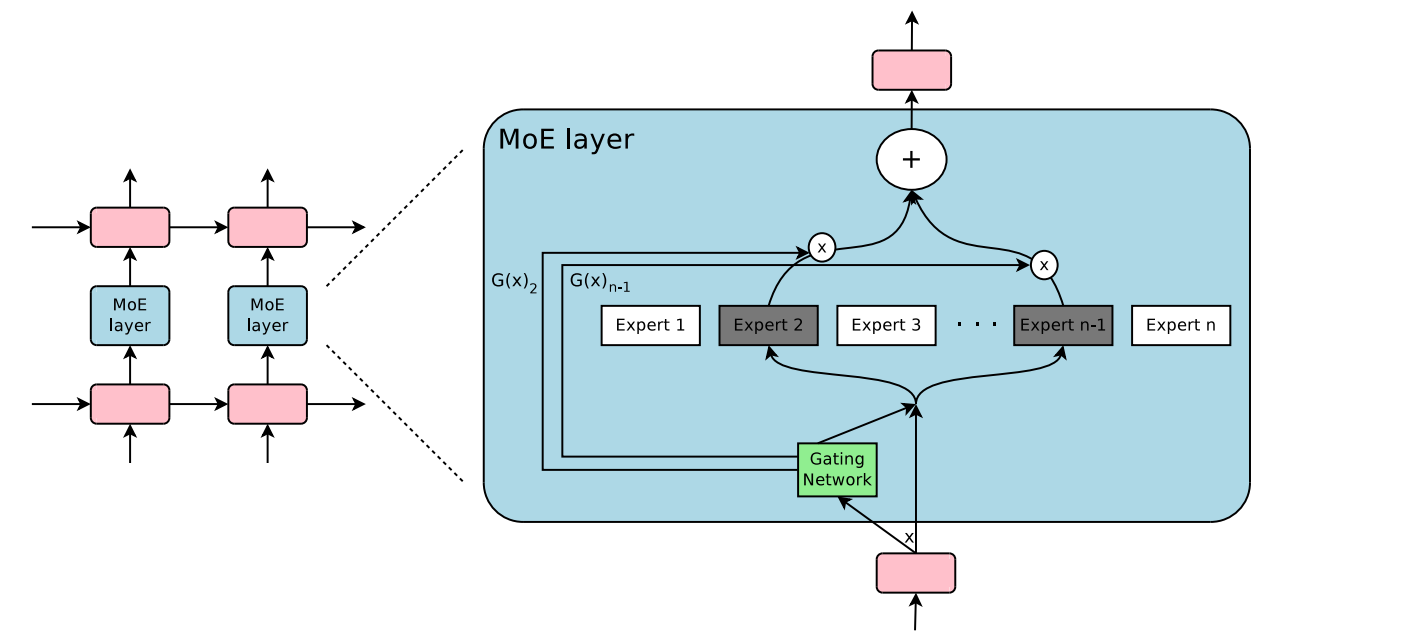 MoE
layer
MoE
layer
MoE layer
+
x
x
G(x)2
G(x)n-1
Expert 1
Expert 2
Expert 3
. . .
Expert n-1
Expert n
Gating
Network
x